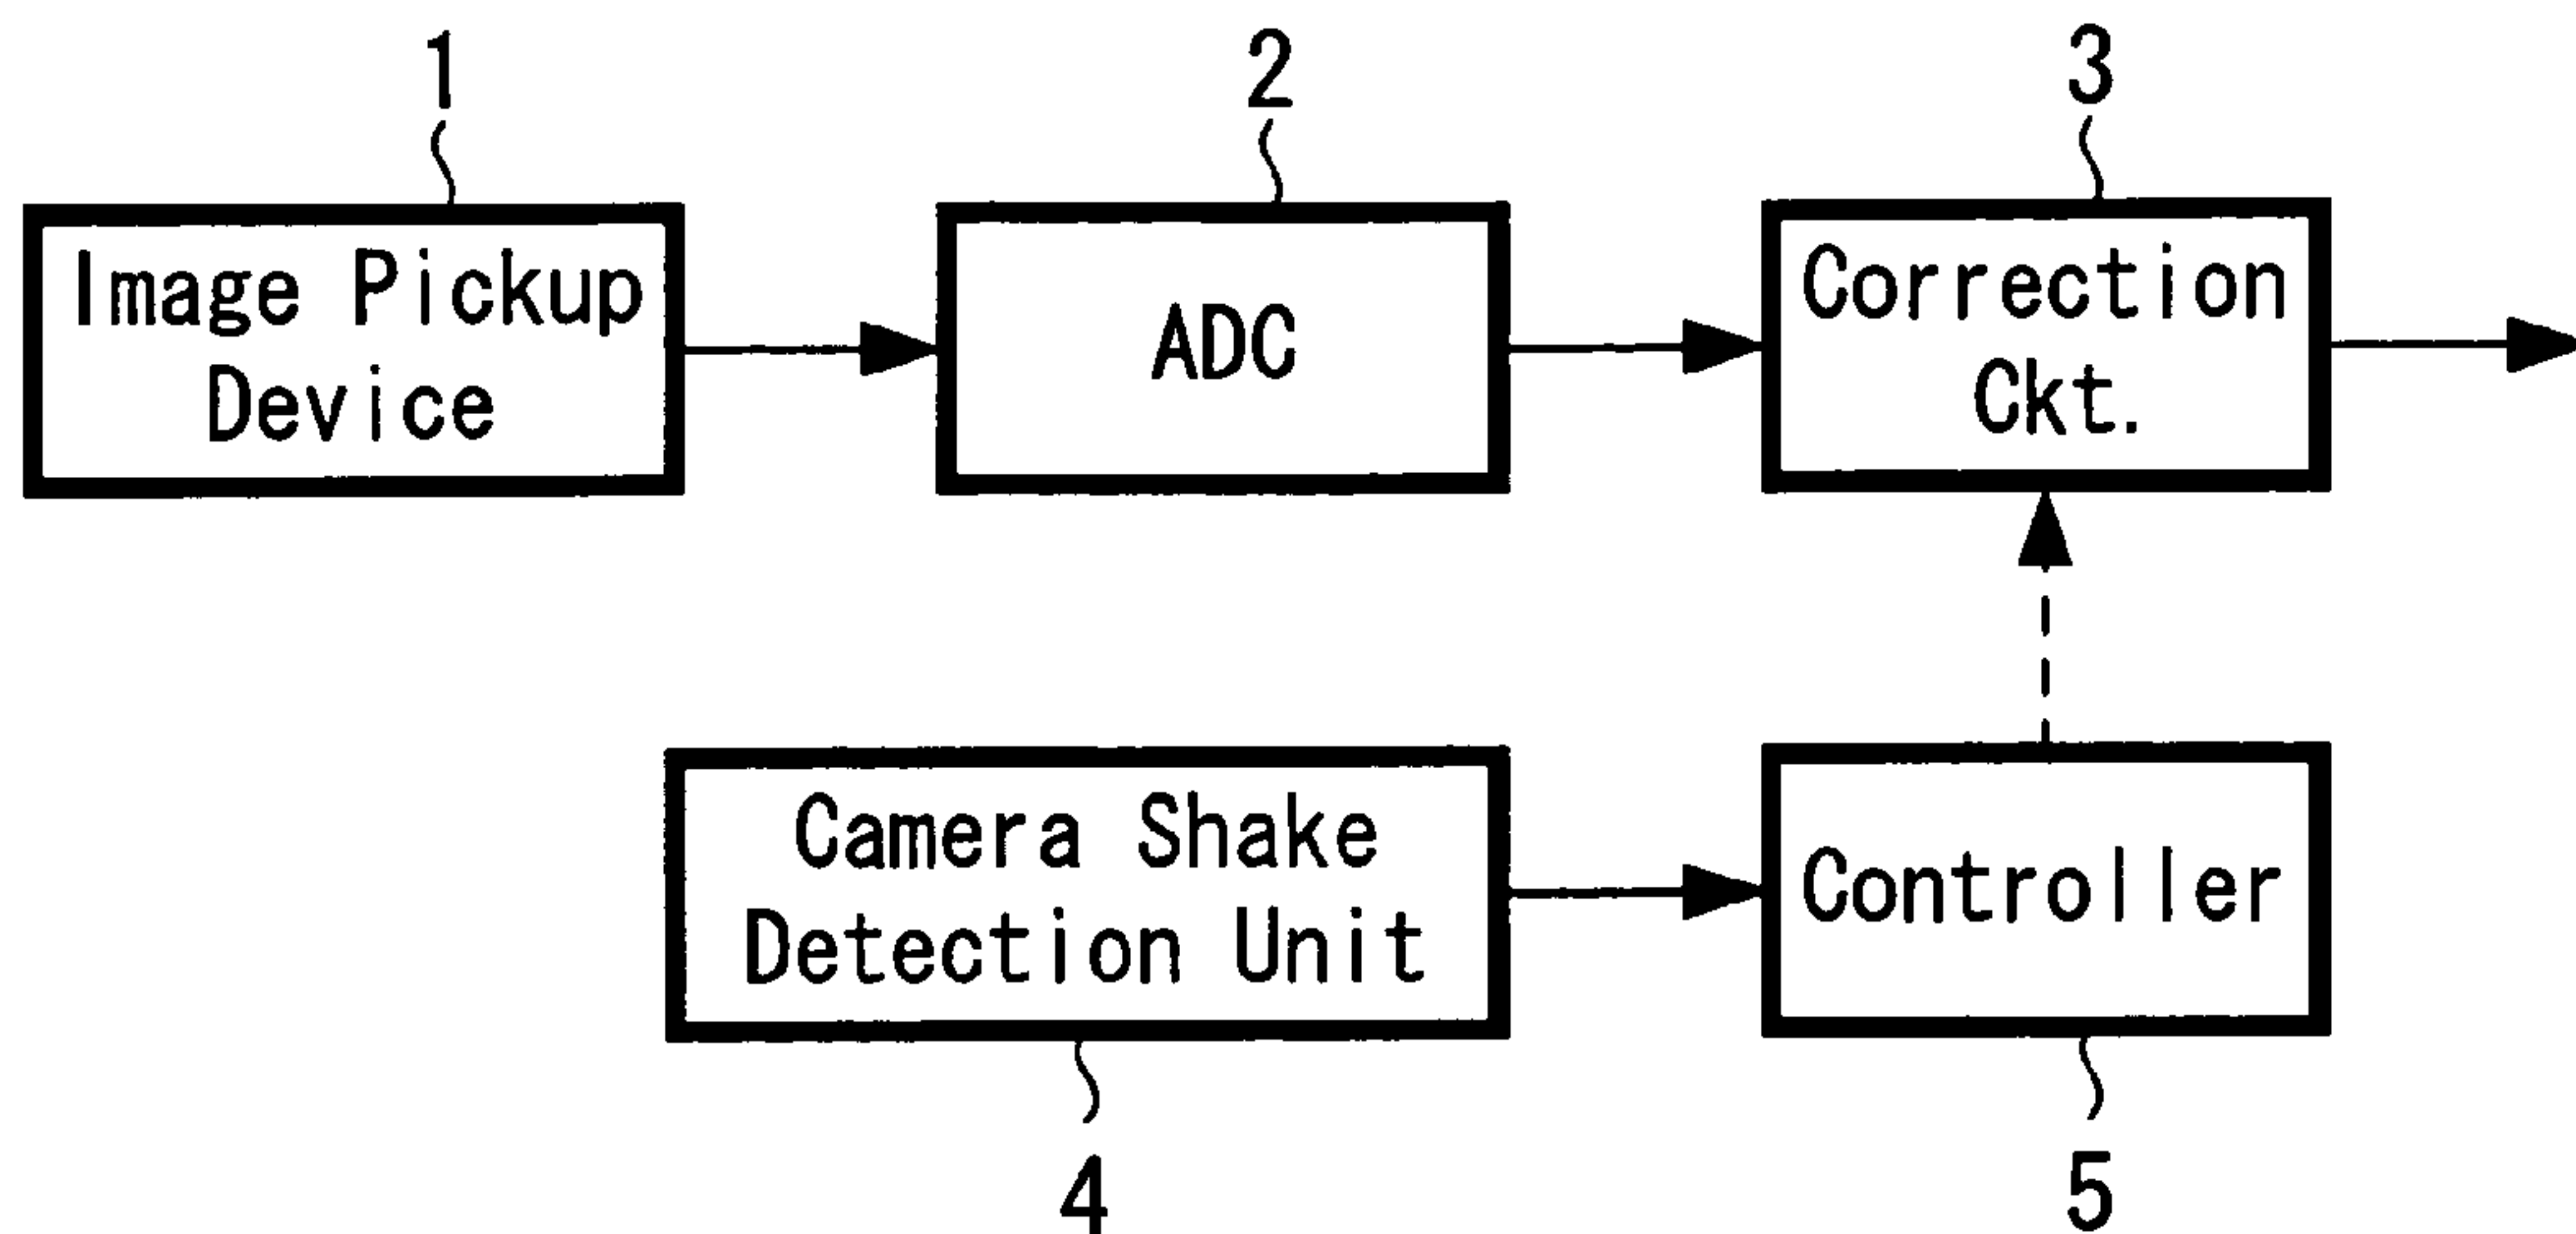 1
2
3
Image Pickup
Device
ADC
Correction
Ckt.
Camera Shake
Detection Unit
Controller
4
5